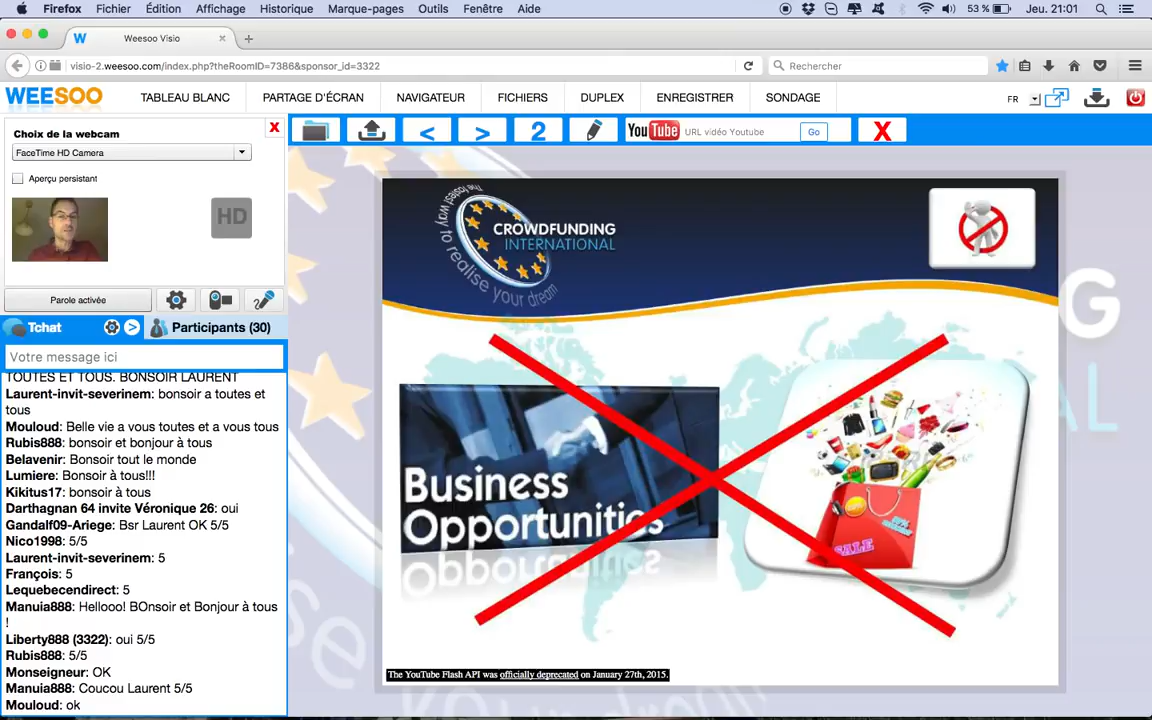 Firefox Fichier Édition Affichage Historique Marque-pages Outils Fenêtre Aide 53 % Jeu. 21:01
W Weesoo Visio
visio-2.weesoo.com/index.php?theRoomID=7386&sponsor_id=3322 Rechercher
WEESOO TABLEAU BLANC PARTAGE D'ÉCRAN NAVIGATEUR FICHIERS DUPLEX ENREGISTRER SONDAGE FR
Choix de la webcam X
FaceTime HD Camera
Aperçu persistant
HD
Parole activée
Tchat > Participants (30)
Votre message ici
TOUTES ET TOUS. BONSOIR LAURENT
Laurent-invit-severinem: bonsoir a toutes et
tous
Mouloud: Belle vie a vous toutes et a vous tous
Rubis888: bonsoir et bonjour à tous
Belavenir: Bonsoir tout le monde
Lumiere: Bonsoir à tous!!!
Kikitus17: bonsoir à tous
Darthagnan 64 invite Véronique 26: oui
Gandalf09-Ariege: Bsr Laurent OK 5/5
Nico1998: 5/5
Laurent-invit-severinem: 5
François: 5
Lequebecendirect: 5
Manuia888: Hellooo! BOnsoir et Bonjour à tous
!
Liberty888 (3322): oui 5/5
Rubis888: 5/5
Monseigneur: OK
Manuia888: Coucou Laurent 5/5
Mouloud: ok
< > 2 YouTube URL vidéo Youtube Go X
The fastest way to realise your dream
CROWDFUNDING
INTERNATIONAL
Business
Opportunities
SALE
The YouTube Flash API was officially deprecated on January 27th, 2015.